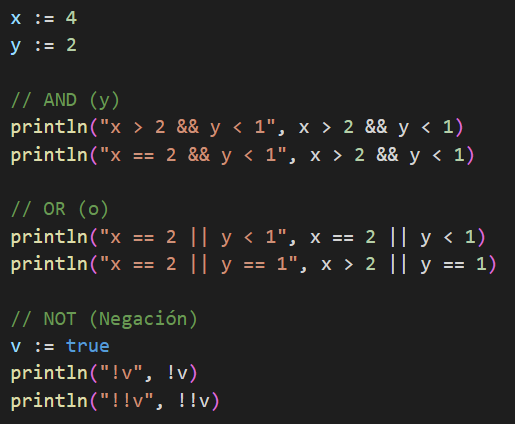 x := 4
y := 2
// AND (y)
println("x > 2 && y < 1", x > 2 && y < 1)
println("x == 2 && y < 1", x > 2 && y < 1)
// OR (o)
println("x == 2 || y < 1", x == 2 || y < 1)
println("x == 2 || y == 1", x > 2 || y == 1)
// NOT (Negación)
v := true
println("!v", !v)
println("!!v", !!v)